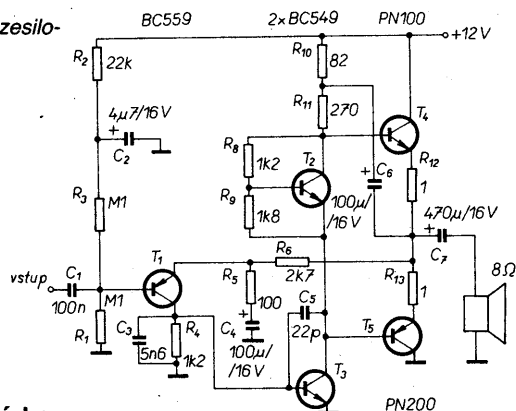 zesilo-
BC559
2xBC549
PN100
+12V
R2
22k
R10
82
R11
270
4µ7/16V
+
C2
R8
1k2
T2
T4
R12
1
R3
M1
R9
1k8
100µ/
/16V
+
C6
470µ/16V
+
C7
vstup
C1
100n
M1
R1
T1
R6
2k7
R5
100
R13
1
8Ω
C3
5n6
R4
1k2
+
C4
100µ/
/16V
C5
22p
T5
T3
PN200